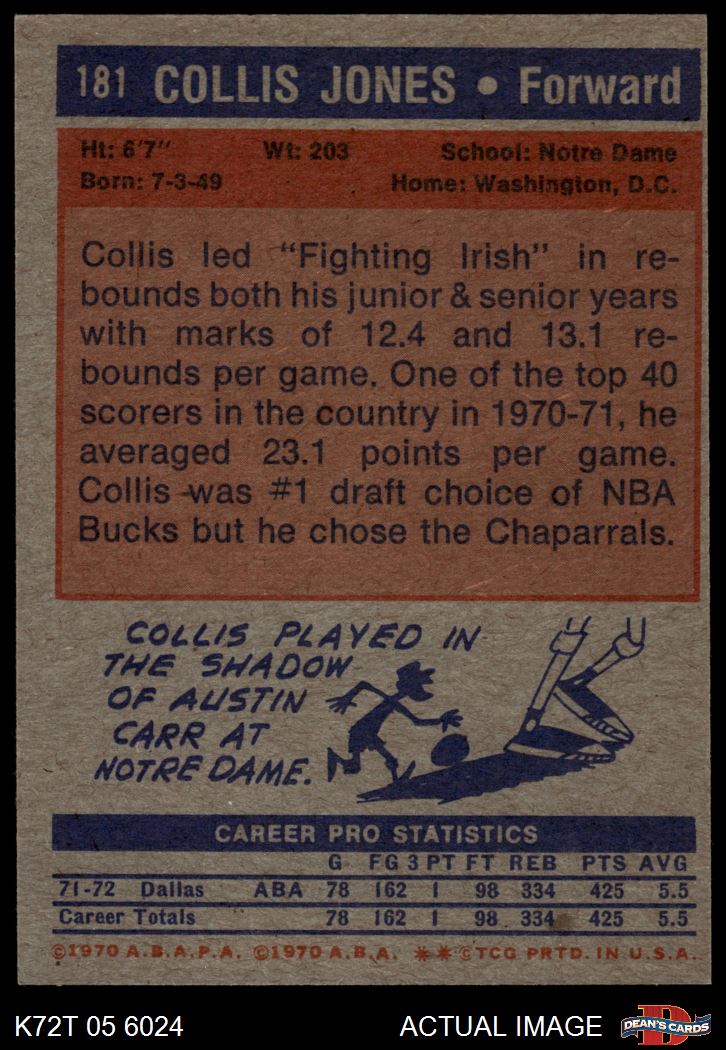 181 COLLIS JONES • Forward
Ht: 6'7" Wt: 203 School: Notre Dame
Born: 7-3-49 Home: Washington, D.C.
Collis led "Fighting Irish" in re-
bounds both his junior & senior years
with marks of 12.4 and 13.1 re-
bounds per game. One of the top 40
scorers in the country in 1970-71, he
averaged 23.1 points per game.
Collis was #1 draft choice of NBA
Bucks but he chose the Chaparrals.
COLLIS PLAYED IN
THE SHADOW
OF AUSTIN
CARR AT
NOTRE DAME.
CAREER PRO STATISTICS
G FG 3 PT FT REB PTS AVG
71-72 Dallas ABA 78 162 1 98 334 425 5.5
Career Totals 78 162 1 98 334 425 5.5
©1970 A.B.A.P.A. ©1970 A.B.A. ✱✱ ©TCG PRTD. IN U.S.A.
K72T 05 6024 ACTUAL IMAGE D DEAN'S CARDS